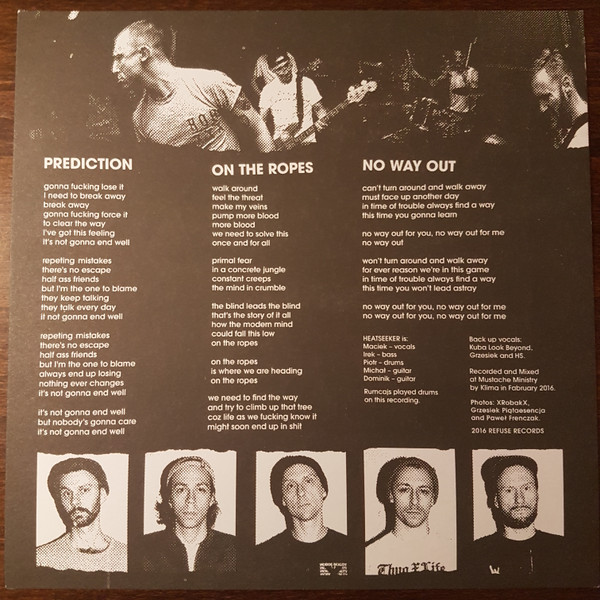 PREDICTION
gonna fucking lose it
i need to break away
break away
gonna fucking force it
to clear the way
I've got this feeling
it's not gonna end well
repeting mistakes
there's no escape
half ass friends
but i'm the one to blame
they keep talking
they talk every day
it not gonna end well
repeting mistakes
there's no escape
half ass friends
but i'm the one to blame
always end up losing
nothing ever changes
it's not gonna end well
it's not gonna end well
but nobody's gonna care
it's not gonna end well
ON THE ROPES
walk around
feel the threat
make my veins
pump more blood
more blood
we need to solve this
once and for all
primal fear
in a concrete jungle
constant creeps
the mind in crumble
the blind leads the blind
that's the story of it all
how the modern mind
could fall this low
on the ropes
on the ropes
is where we are heading
on the ropes
we need to find the way
and try to climb up that tree
coz life as we fucking know it
might soon end up in shit
NO WAY OUT
can't turn around and walk away
must face up another day
in time of trouble always find a way
this time you gonna learn
no way out for you, no way out for me
no way out
won't turn around and walk away
for ever reason we're in this game
in time of trouble always find a way
this time you won't lead astray
no way out for you, no way out for me
no way out for you, no way out for me
HEATSEEKER is:
Maciek – vocals
Irek – bass
Piotr – drums
Michał – guitar
Dominik – guitar
Rumcajs played drums
on this recording.
Back up vocals:
Kuba Look Beyond,
Grzesiek and HS.
Recorded and Mixed
at Mustache Ministry
by Klima in Fabruary 2016.
Photos: XRobakX,
Grzesiek Piątaesencja
and Paweł Frenczak.
2016 REFUSE RECORDS
Thug X Life